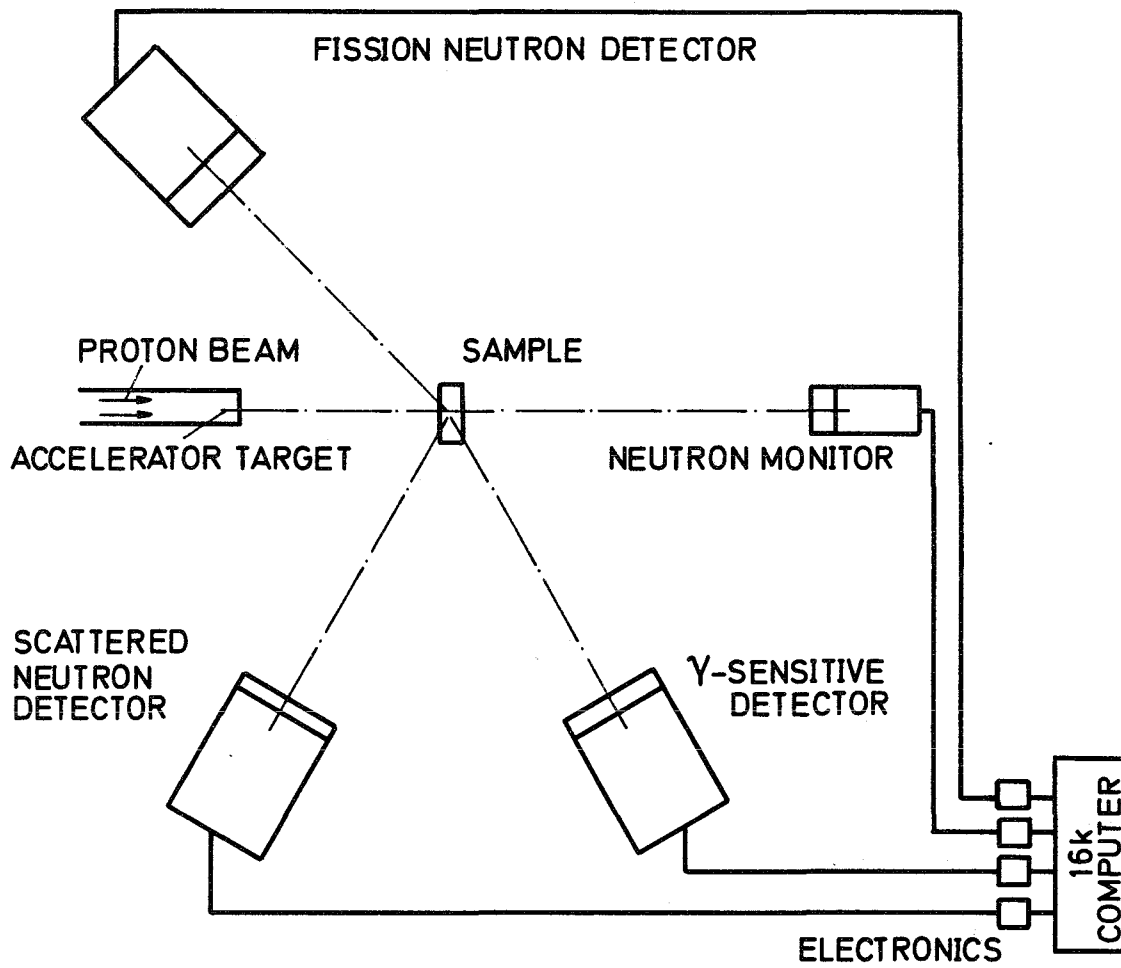 FISSION NEUTRON DETECTOR
PROTON BEAM
SAMPLE
ACCELERATOR TARGET
NEUTRON MONITOR
SCATTERED
NEUTRON
DETECTOR
γ-SENSITIVE
DETECTOR
16k
COMPUTER
ELECTRONICS